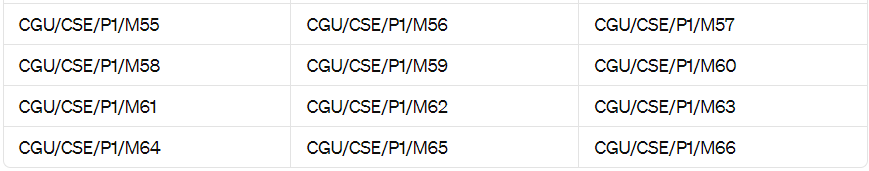 CGU/CSE/P1/M55 CGU/CSE/P1/M56 CGU/CSE/P1/M57
CGU/CSE/P1/M58 CGU/CSE/P1/M59 CGU/CSE/P1/M60
CGU/CSE/P1/M61 CGU/CSE/P1/M62 CGU/CSE/P1/M63
CGU/CSE/P1/M64 CGU/CSE/P1/M65 CGU/CSE/P1/M66